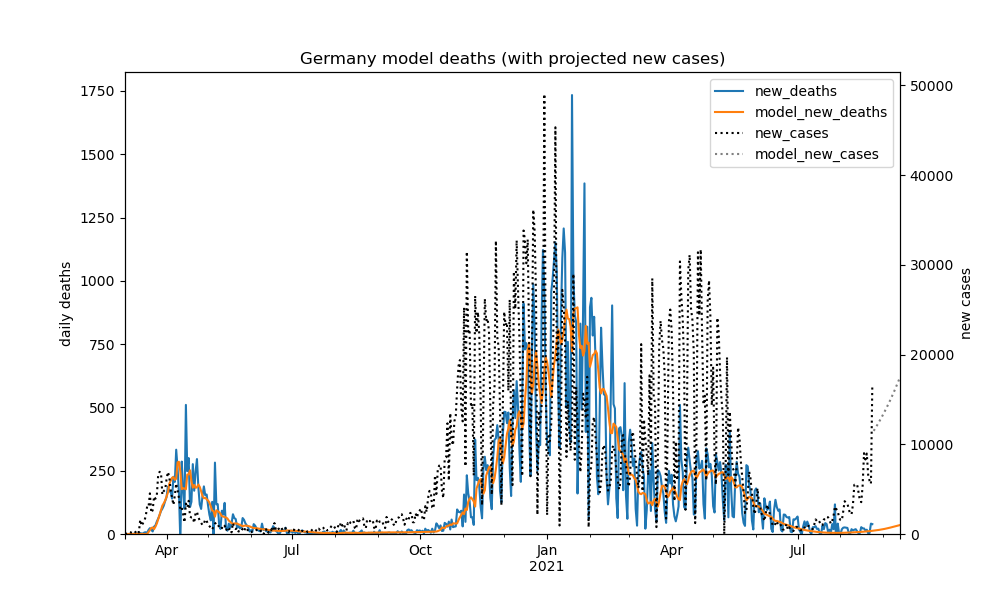 Germany model deaths (with projected new cases)
new_deaths
model_new_deaths
new_cases
model_new_cases
daily deaths
1750
1500
1250
1000
750
500
250
0
new cases
50000
40000
30000
20000
10000
0
Apr
Jul
Oct
Jan
2021
Apr
Jul